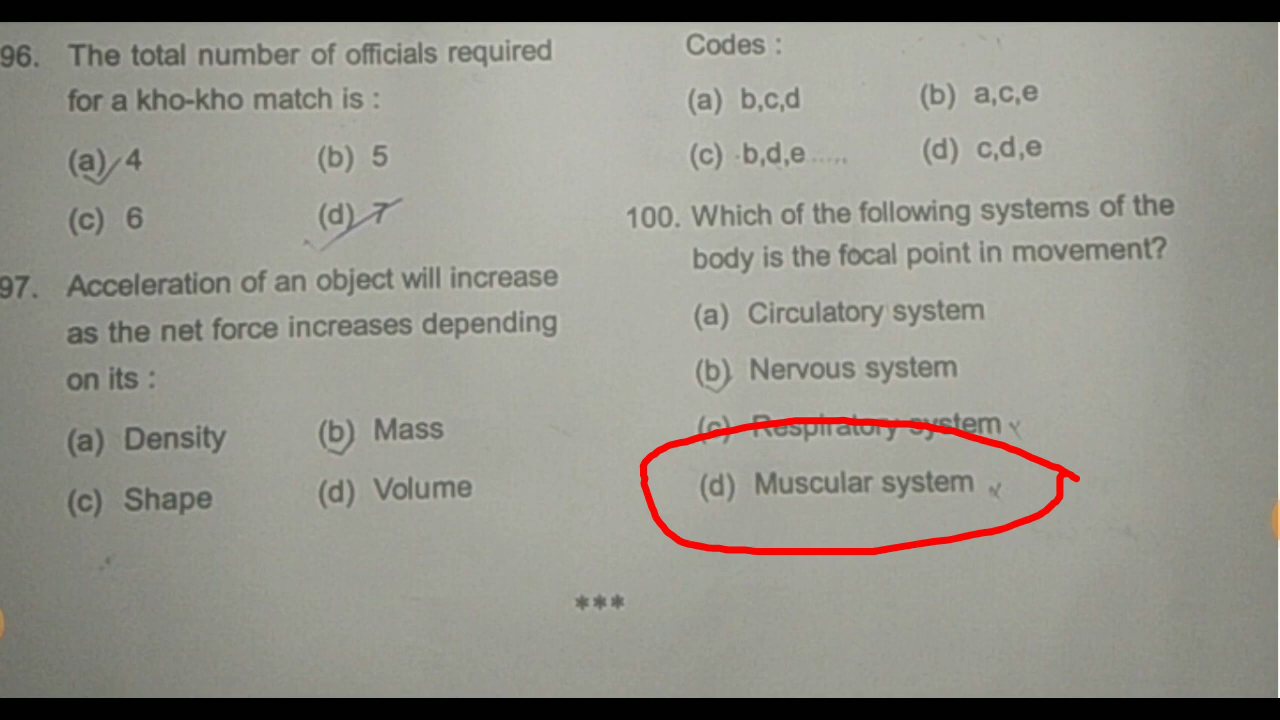 96. The total number of officials required
for a kho-kho match is :
(a) 4 (b) 5
(c) 6 (d) 7
97. Acceleration of an object will increase
as the net force increases depending
on its :
(a) Density (b) Mass
(c) Shape (d) Volume
Codes :
(a) b,c,d (b) a,c,e
(c) b,d,e (d) c,d,e
100. Which of the following systems of the
body is the focal point in movement?
(a) Circulatory system
(b) Nervous system
(c) Respiratory system
(d) Muscular system
***